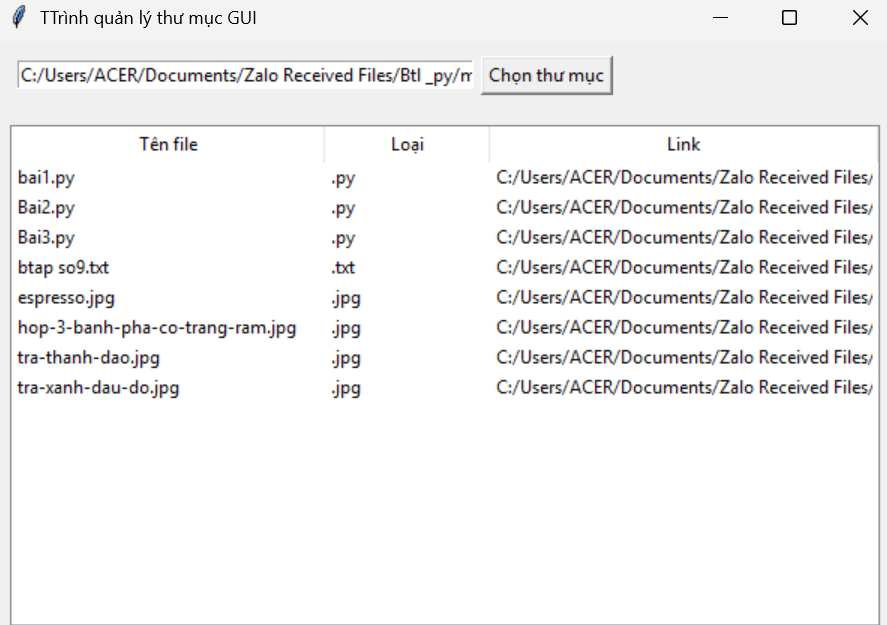 TTrình quản lý thư mục GUI
C:/Users/ACER/Documents/Zalo Received Files/Btl _py/m Chọn thư mục
Tên file Loại Link
bai1.py .py C:/Users/ACER/Documents/Zalo Received Files/
Bai2.py .py C:/Users/ACER/Documents/Zalo Received Files/
Bai3.py .py C:/Users/ACER/Documents/Zalo Received Files/
btap so9.txt .txt C:/Users/ACER/Documents/Zalo Received Files/
espresso.jpg .jpg C:/Users/ACER/Documents/Zalo Received Files/
hop-3-banh-pha-co-trang-ram.jpg .jpg C:/Users/ACER/Documents/Zalo Received Files/
tra-thanh-dao.jpg .jpg C:/Users/ACER/Documents/Zalo Received Files/
tra-xanh-dau-do.jpg .jpg C:/Users/ACER/Documents/Zalo Received Files/